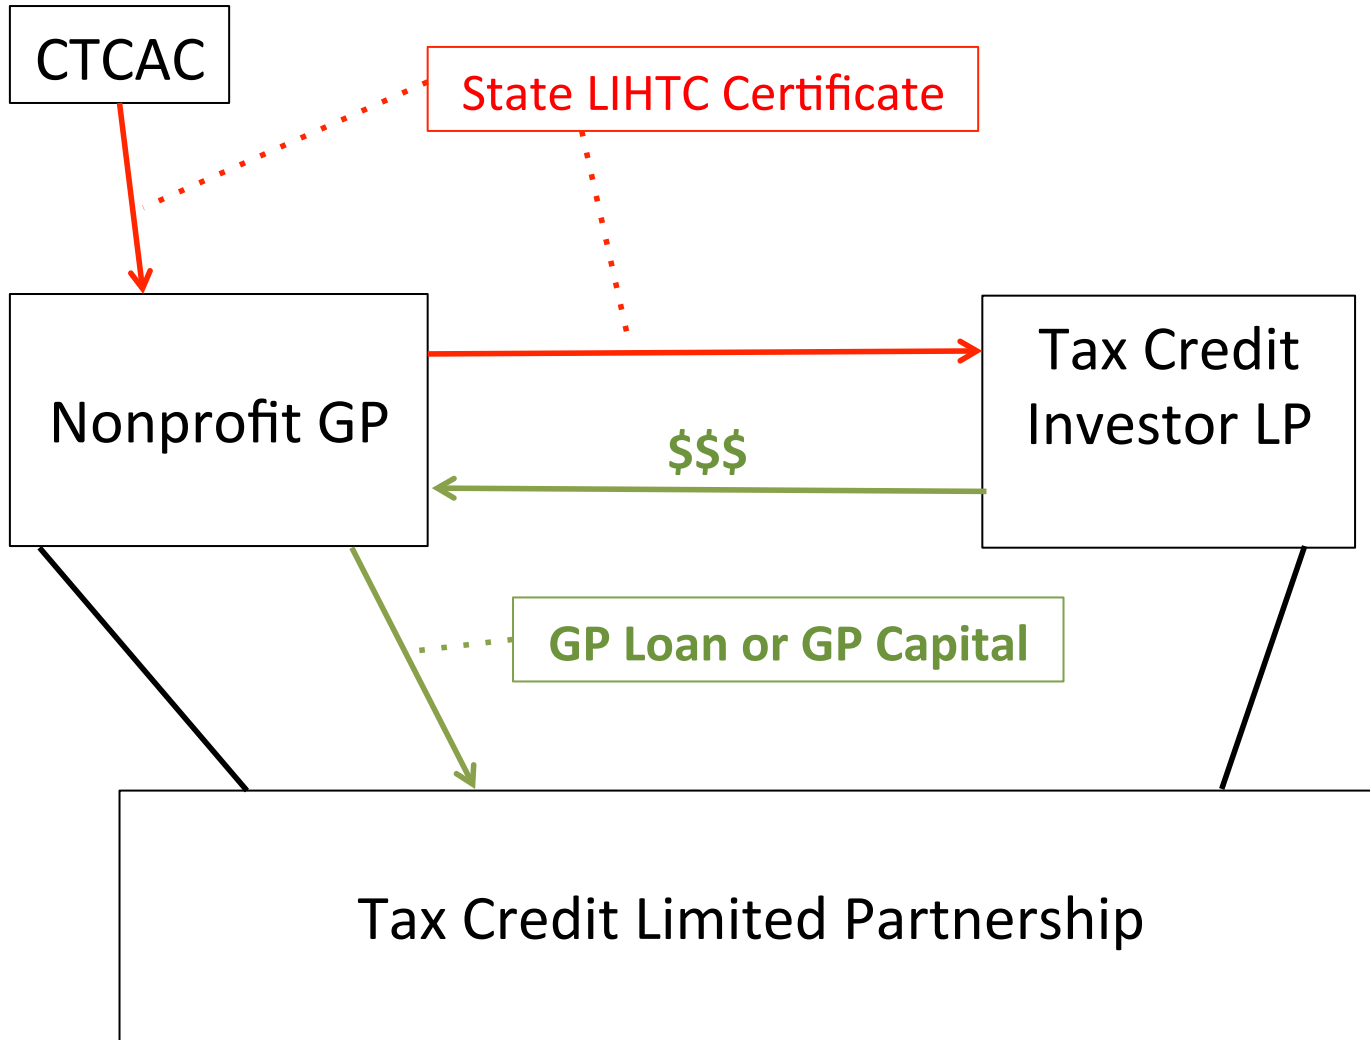 CTCAC
State LIHTC Certificate
Nonprofit GP
Tax Credit
Investor LP
$$$
GP Loan or GP Capital
Tax Credit Limited Partnership